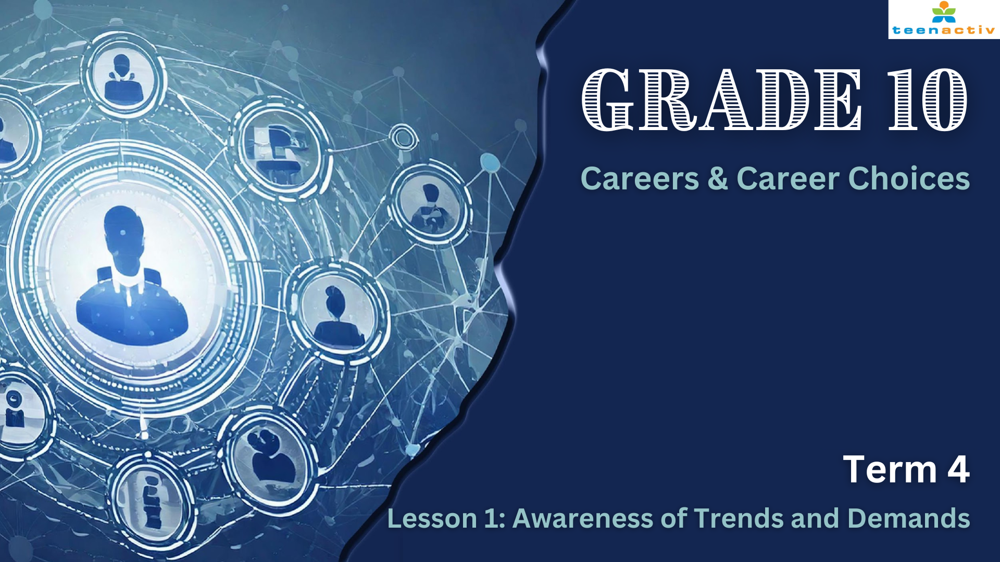 teenactiv
GRADE 10
Careers & Career Choices
Term 4
Lesson 1: Awareness of Trends and Demands